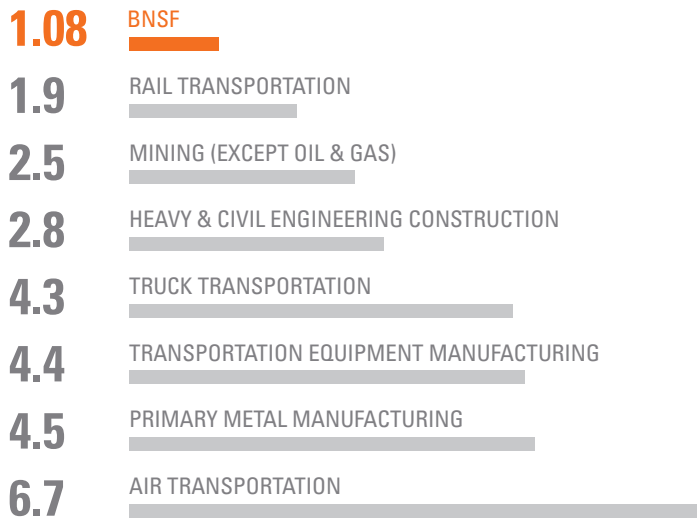 1.08 BNSF
1.9 RAIL TRANSPORTATION
2.5 MINING (EXCEPT OIL & GAS)
2.8 HEAVY & CIVIL ENGINEERING CONSTRUCTION
4.3 TRUCK TRANSPORTATION
4.4 TRANSPORTATION EQUIPMENT MANUFACTURING
4.5 PRIMARY METAL MANUFACTURING
6.7 AIR TRANSPORTATION